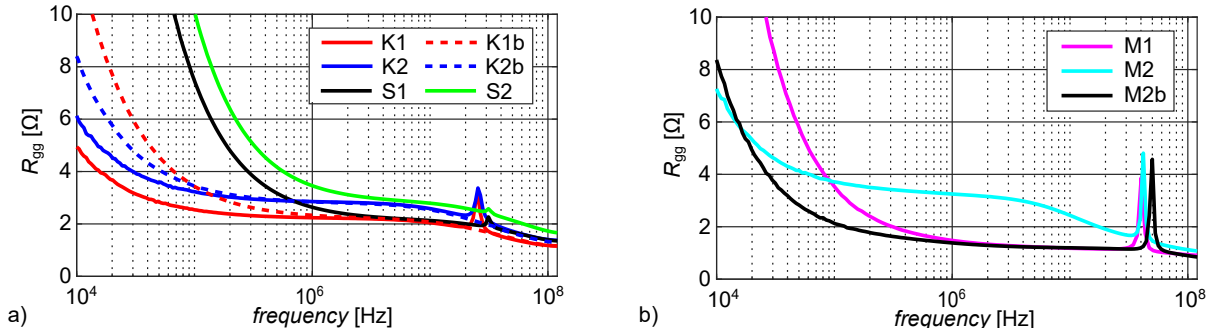 10
8
6
4
2
0
R_gg [Ω]
K1 K1b
K2 K2b
S1 S2
10^4 10^6 10^8
frequency [Hz]
a)
10
8
6
4
2
0
R_gg [Ω]
M1
M2
M2b
10^4 10^6 10^8
frequency [Hz]
b)